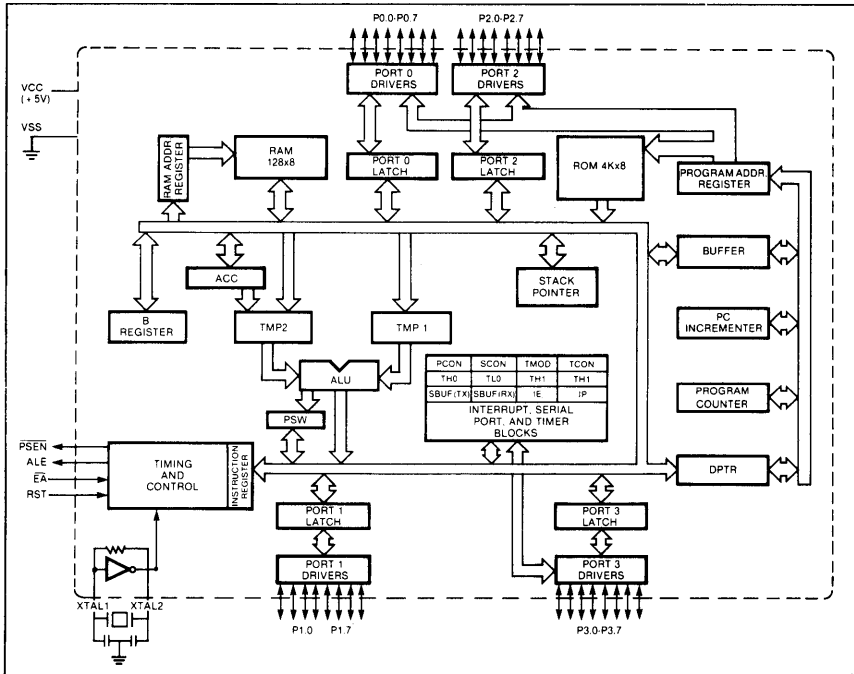 P0.0-P0.7
P2.0-P2.7
VCC
(+5V)
VSS
PORT 0
DRIVERS
PORT 2
DRIVERS
RAM ADDR.
REGISTER
RAM
128x8
PORT 0
LATCH
PORT 2
LATCH
ROM 4Kx8
PROGRAM ADDR.
REGISTER
BUFFER
ACC
STACK
POINTER
B
REGISTER
TMP2
TMP 1
PC
INCREMENTER
ALU
PCON SCON TMOD TCON
TH0 TL0 TH1 TH1
SBUF(TX) SBUF(RX) IE IP
INTERRUPT, SERIAL
PORT, AND TIMER
BLOCKS
PROGRAM
COUNTER
PSW
PSEN
ALE
EA
RST
TIMING
AND
CONTROL
INSTRUCTION
REGISTER
DPTR
PORT 1
LATCH
PORT 3
LATCH
PORT 1
DRIVERS
PORT 3
DRIVERS
XTAL1 XTAL2
P1.0 P1.7
P3.0-P3.7